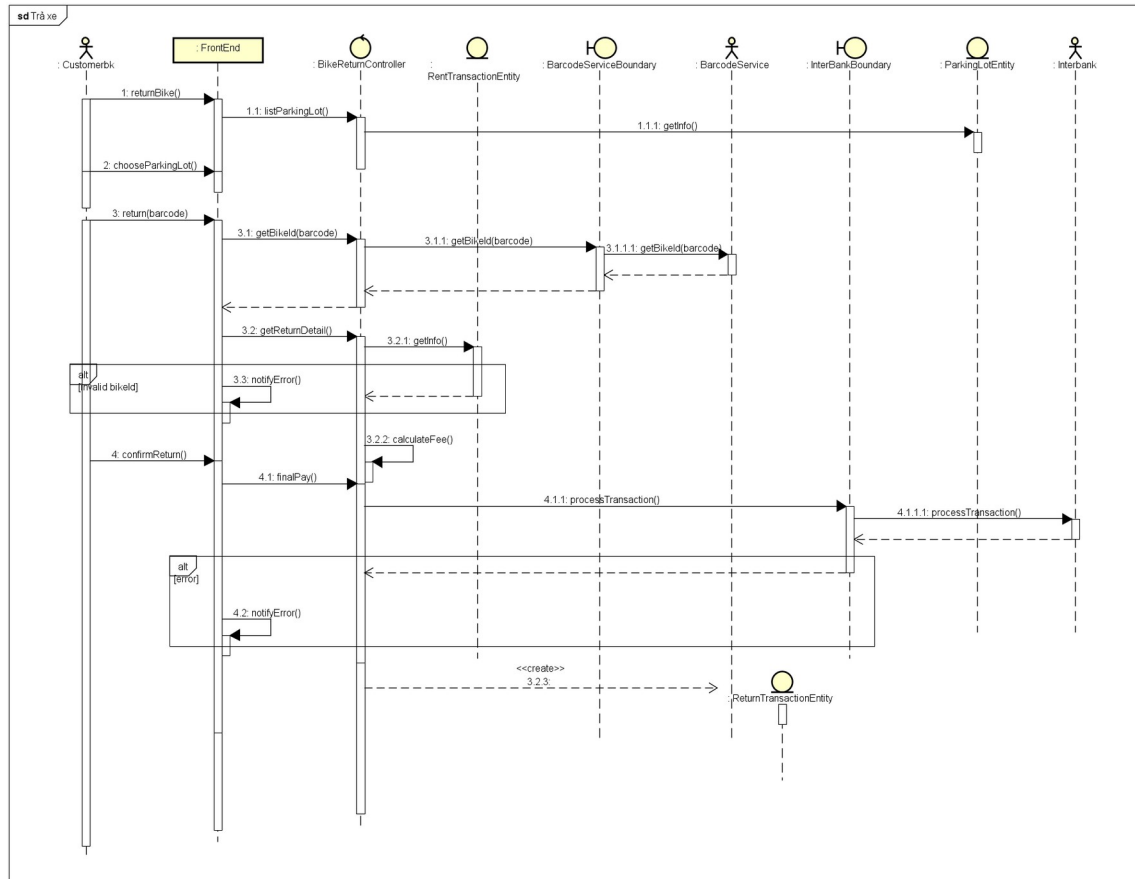 sd Trả xe
: Customerbk
: FrontEnd
: BikeReturnController
:
RentTransactionEntity
: BarcodeServiceBoundary
: BarcodeService
: InterBankBoundary
: ParkingLotEntity
: Interbank
1: returnBike()
1.1: listParkingLot()
1.1.1: getInfo()
2: chooseParkingLot()
3: return(barcode)
3.1: getBikeId(barcode)
3.1.1: getBikeId(barcode)
3.1.1.1: getBikeId(barcode)
3.2: getReturnDetail()
3.2.1: getInfo()
alt
[Invalid bikeId]
3.3: notifyError()
3.2.2: calculateFee()
4: confirmReturn()
4.1: finalPay()
4.1.1: processTransaction()
4.1.1.1: processTransaction()
alt
[error]
4.2: notifyError()
<<create>>
3.2.3:
: ReturnTransactionEntity